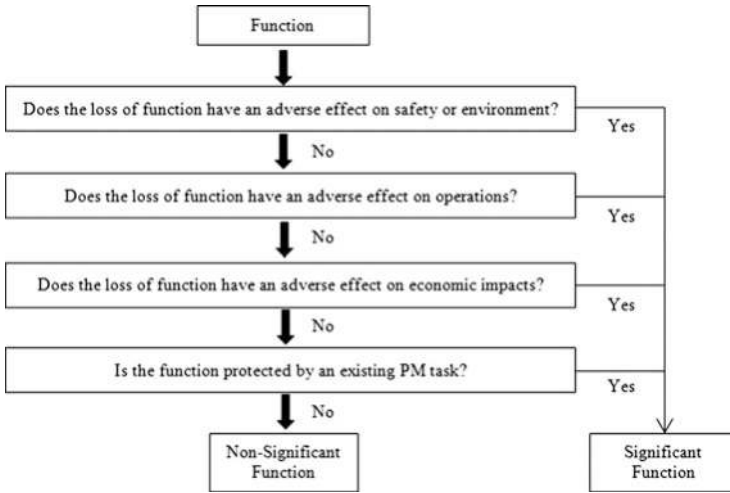 Function
Does the loss of function have an adverse effect on safety or environment?
Yes
No
Does the loss of function have an adverse effect on operations?
Yes
No
Does the loss of function have an adverse effect on economic impacts?
Yes
No
Is the function protected by an existing PM task?
Yes
No
Non-Significant
Function
Significant
Function